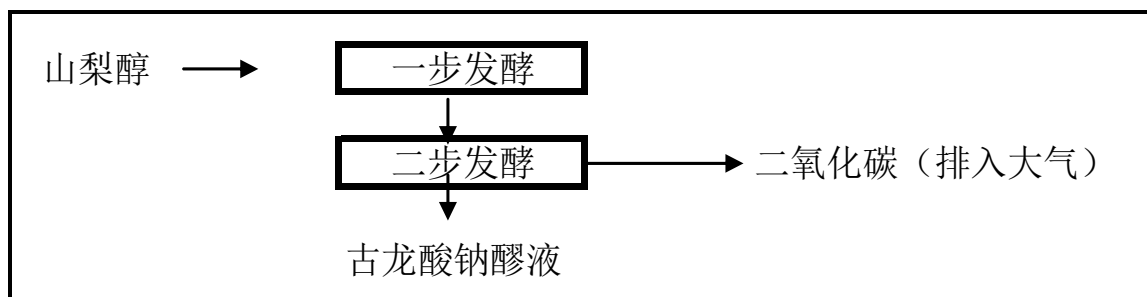 山梨醇
一步发酵
二步发酵
二氧化碳（排入大气）
古龙酸钠醪液